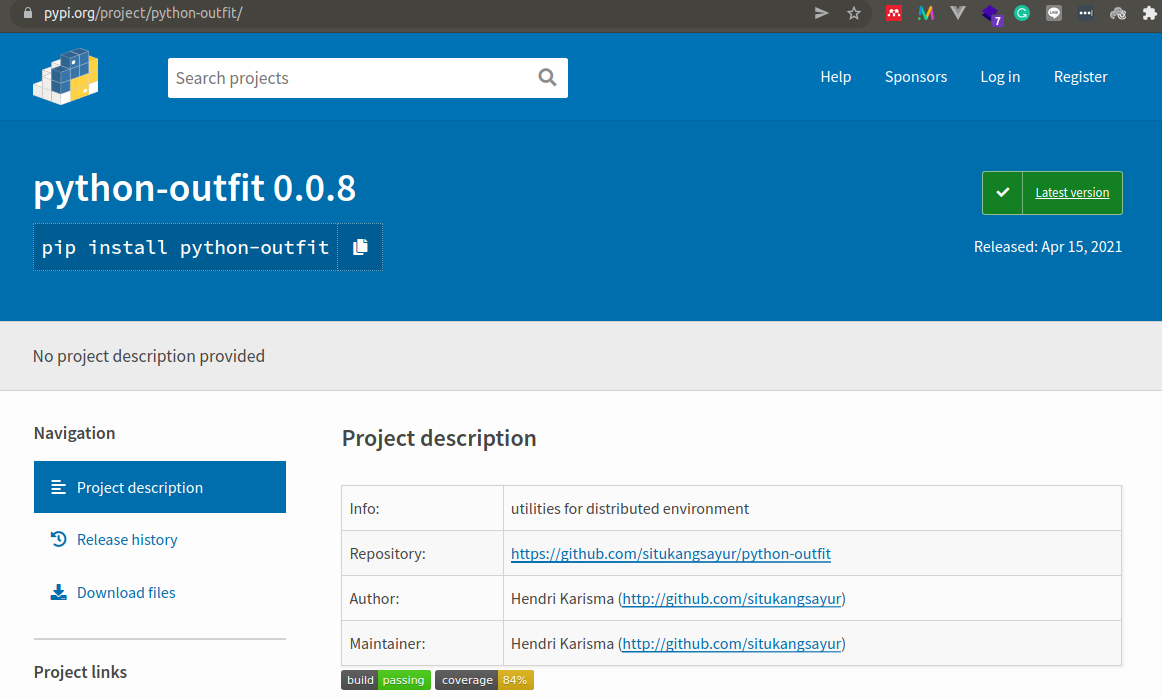 pypi.org/project/python-outfit/
7
Search projects
Help
Sponsors
Log in
Register
python-outfit 0.0.8
Latest version
pip install python-outfit
Released: Apr 15, 2021
No project description provided
Navigation
Project description
Release history
Download files
Project links
Project description
Info: utilities for distributed environment
Repository: https://github.com/situkangsayur/python-outfit
Author: Hendri Karisma (http://github.com/situkangsayur)
Maintainer: Hendri Karisma (http://github.com/situkangsayur)
build passing coverage 84%